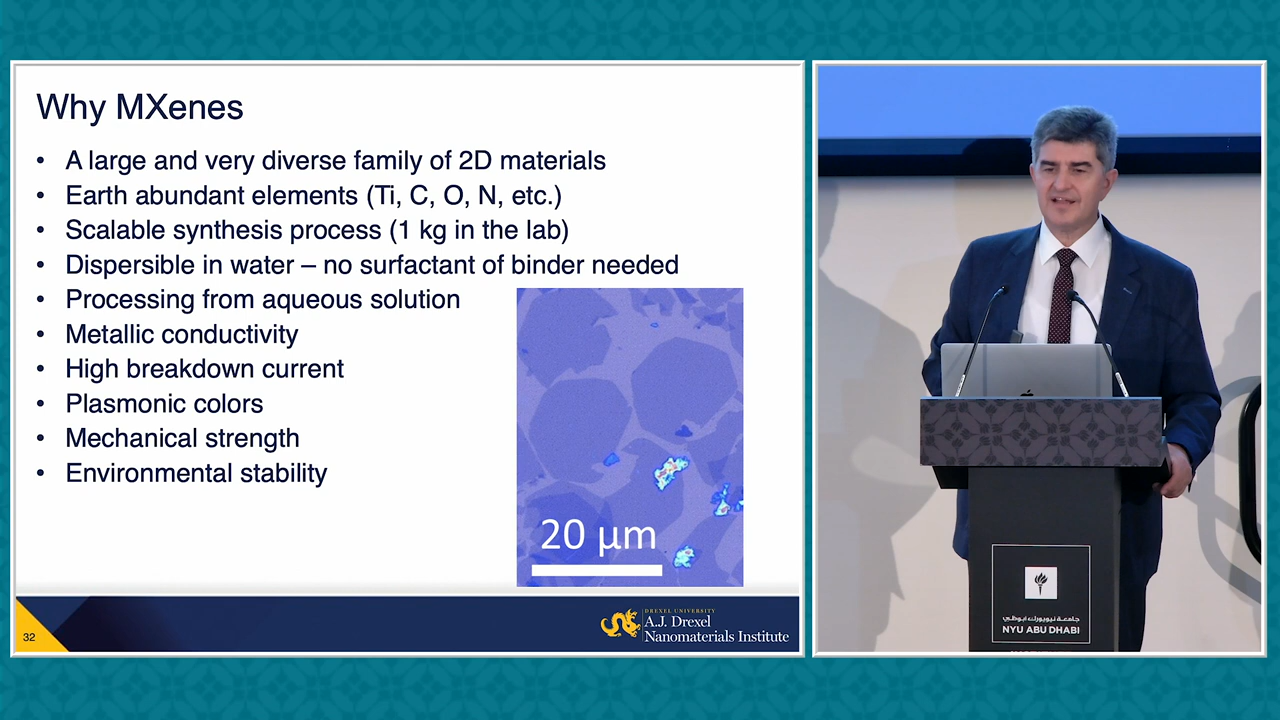 Why MXenes
• A large and very diverse family of 2D materials
• Earth abundant elements (Ti, C, O, N, etc.)
• Scalable synthesis process (1 kg in the lab)
• Dispersible in water – no surfactant of binder needed
• Processing from aqueous solution
• Metallic conductivity
• High breakdown current
• Plasmonic colors
• Mechanical strength
• Environmental stability
20 µm
32
DREXEL UNIVERSITY
A.J. Drexel
Nanomaterials Institute
جامعة نيويورك أبوظبي
NYU ABU DHABI